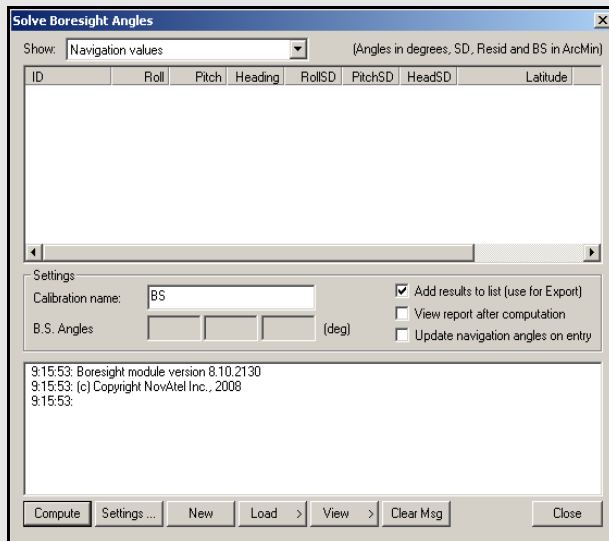 Solve Boresight Angles
Show: Navigation values (Angles in degrees, SD, Resid and BS in ArcMin)
ID Roll Pitch Heading RollSD PitchSD HeadSD Latitude
Settings
Calibration name: BS
B.S. Angles (deg)
Add results to list (use for Export)
View report after computation
Update navigation angles on entry
9:15:53: Boresight module version 8.10.2130
9:15:53: (c) Copyright NovAtel Inc., 2008
9:15:53:
Compute Settings ... New Load > View > Clear Msg Close